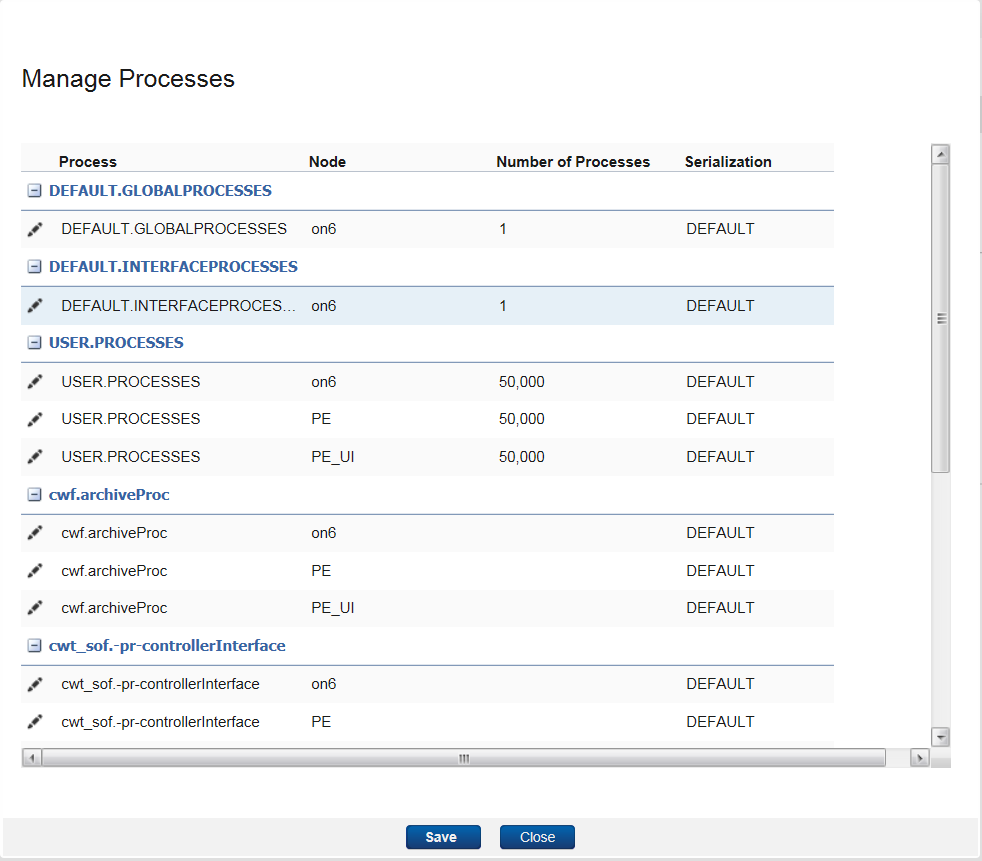 Manage Processes
Process Node Number of Processes Serialization
DEFAULT.GLOBALPROCESSES
DEFAULT.GLOBALPROCESSES on6 1 DEFAULT
DEFAULT.INTERFACEPROCESSES
DEFAULT.INTERFACEPROCES... on6 1 DEFAULT
USER.PROCESSES
USER.PROCESSES on6 50,000 DEFAULT
USER.PROCESSES PE 50,000 DEFAULT
USER.PROCESSES PE_UI 50,000 DEFAULT
cwf.archiveProc
cwf.archiveProc on6 DEFAULT
cwf.archiveProc PE DEFAULT
cwf.archiveProc PE_UI DEFAULT
cwt_sof.-pr-controllerInterface
cwt_sof.-pr-controllerInterface on6 DEFAULT
cwt_sof.-pr-controllerInterface PE DEFAULT
Save Close